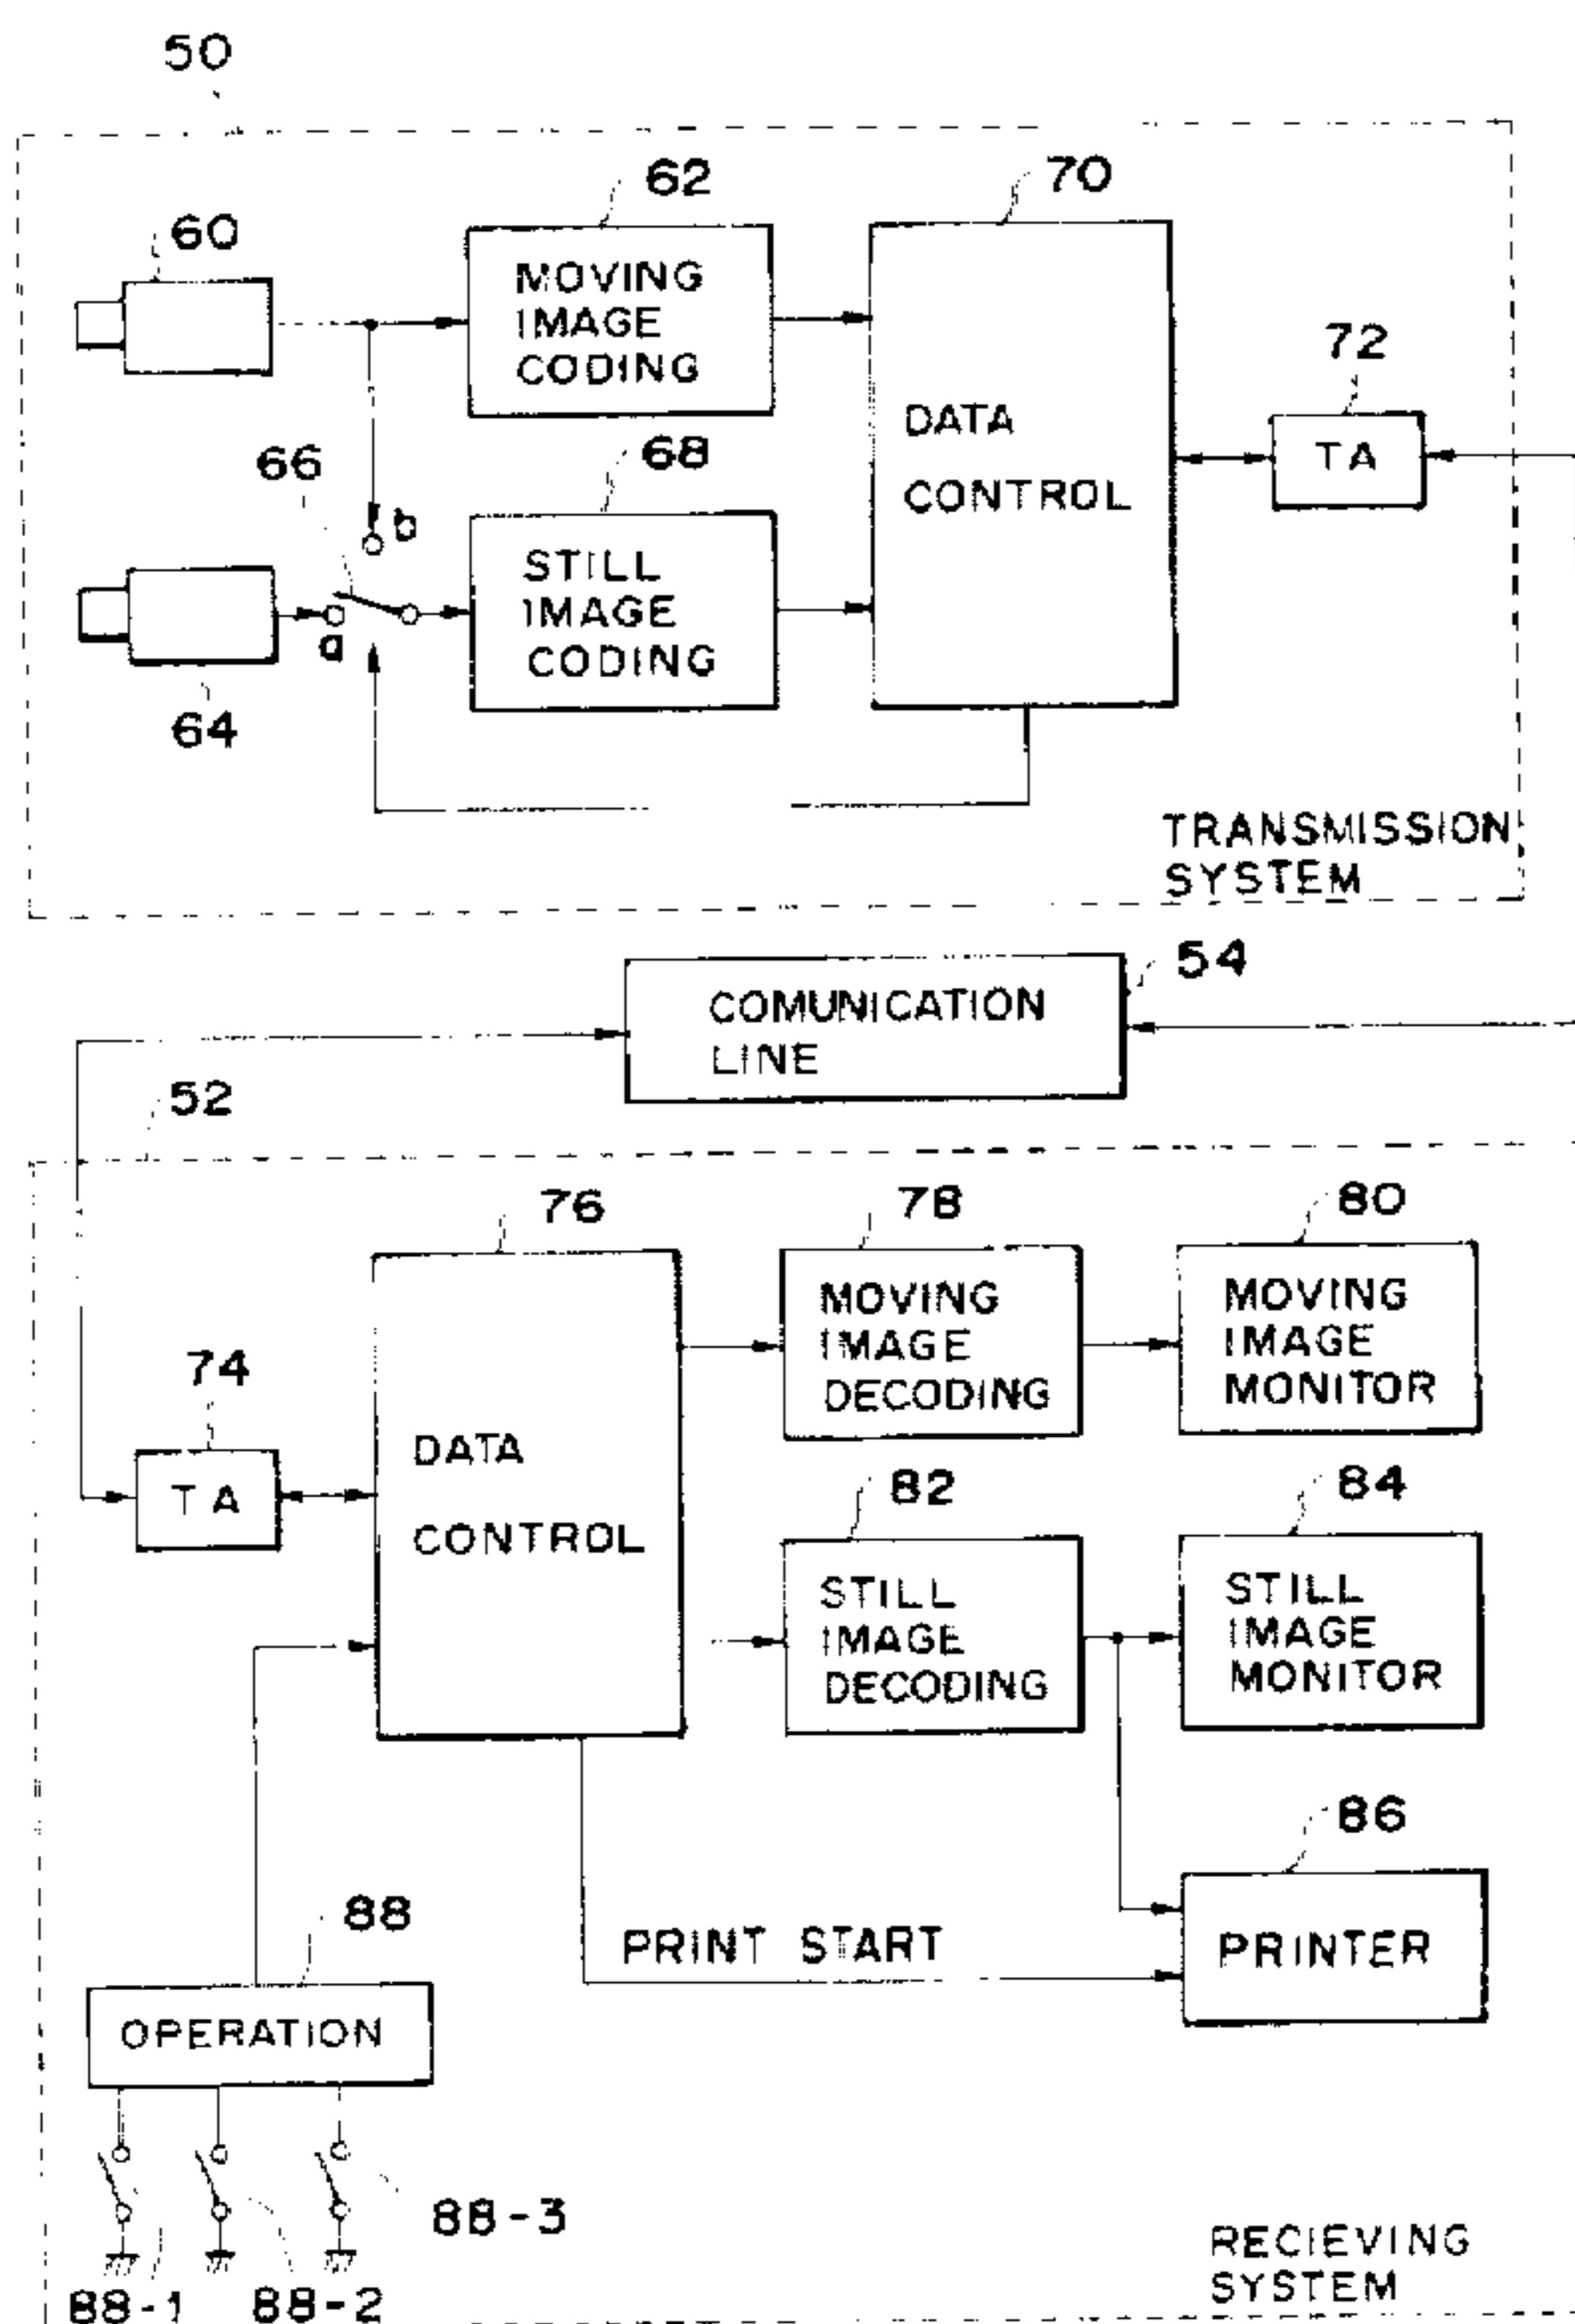 50
60
62
70
MOVING
IMAGE
CODING
72
DATA
CONTROL
TA
66
b
68
STILL
IMAGE
CODING
a
64
TRANSMISSION
SYSTEM
54
COMUNICATION
LINE
52
76
78
80
MOVING
IMAGE
DECODING
MOVING
IMAGE
MONITOR
74
TA
DATA
CONTROL
82
84
STILL
IMAGE
DECODING
STILL
IMAGE
MONITOR
86
88
PRINT START
PRINTER
OPERATION
88-3
88-1
88-2
RECIEVING
SYSTEM